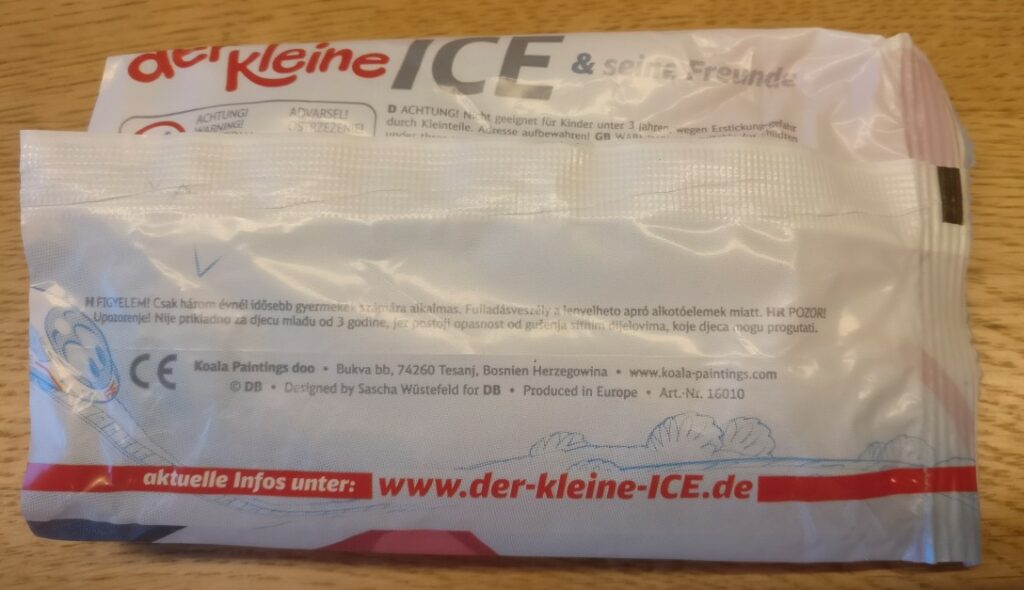 der kleine ICE & seine Freunde
ACHTUNG!
WARNING!
ADVARSEL!
OSTRZEŻENIE!
D ACHTUNG! Nicht geeignet für Kinder unter 3 Jahren, wegen Erstickungsgefahr
durch Kleinteile. Adresse aufbewahren! GB
under
H FIGYELEM! Csak három évnél idősebb gyermekek számára alkalmas. Fulladásveszély a lenyelheto apró alkotóelemek miatt. HR POZOR!
Upozorenje! Nije prikladno za djecu mlađu od 3 godine, jer postoji opasnost od gušenja sitnim dijelovima, koje djeca mogu progutati.
CE
Koala Paintings doo • Bukva bb, 74260 Tesanj, Bosnien Herzegowina • www.koala-paintings.com
© DB • Designed by Sascha Wüstefeld for DB • Produced in Europe • Art.-Nr. 16010
aktuelle Infos unter: www.der-kleine-ICE.de